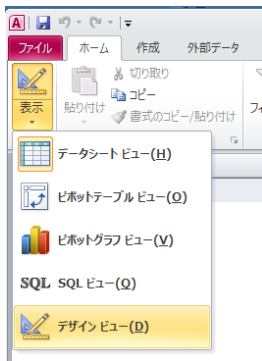 A
ファイル ホーム 作成 外部データ
表示
貼り付け
切り取り
コピー
書式のコピー/貼り付け
データシート ビュー(H)
ピボットテーブル ビュー(O)
ピボットグラフ ビュー(V)
SQL SQL ビュー(Q)
デザイン ビュー(D)